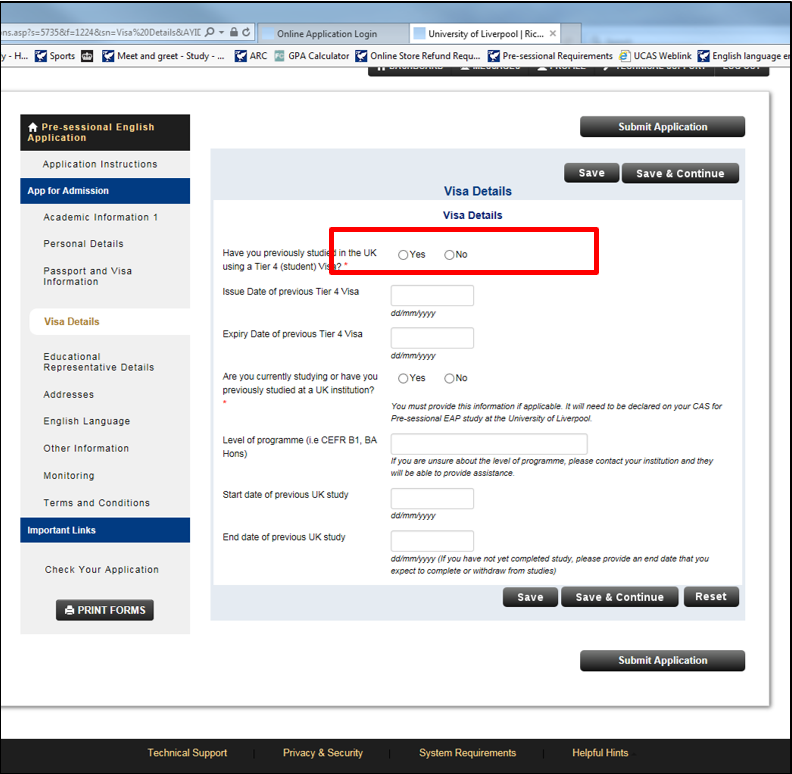 ons.asp?s=5735&f=1224&sn=Visa%20Details&AYID
Online Application Login
University of Liverpool | Ric...
y - H...
Sports
Meet and greet - Study - ...
ARC
GPA Calculator
Online Store Refund Requ...
Pre-sessional Requirements
UCAS Weblink
English language en
Pre-sessional English
Application
Submit Application
Application Instructions
App for Admission
Academic Information 1
Personal Details
Passport and Visa
Information
Visa Details
Educational
Representative Details
Addresses
English Language
Other Information
Monitoring
Terms and Conditions
Important Links
Check Your Application
PRINT FORMS
Save
Save & Continue
Visa Details
Visa Details
Have you previously studied in the UK
using a Tier 4 (student) Visa? *
Yes
No
Issue Date of previous Tier 4 Visa
dd/mm/yyyy
Expiry Date of previous Tier 4 Visa
dd/mm/yyyy
Are you currently studying or have you
previously studied at a UK institution?
*
Yes
No
You must provide this information if applicable. It will need to be declared on your CAS for
Pre-sessional EAP study at the University of Liverpool.
Level of programme (i.e CEFR B1, BA
Hons)
If you are unsure about the level of programme, please contact your institution and they
will be able to provide assistance.
Start date of previous UK study
dd/mm/yyyy
End date of previous UK study
dd/mm/yyyy (If you have not yet completed study, please provide an end date that you
expect to complete or withdraw from studies)
Save
Save & Continue
Reset
Submit Application
Technical Support
Privacy & Security
System Requirements
Helpful Hints